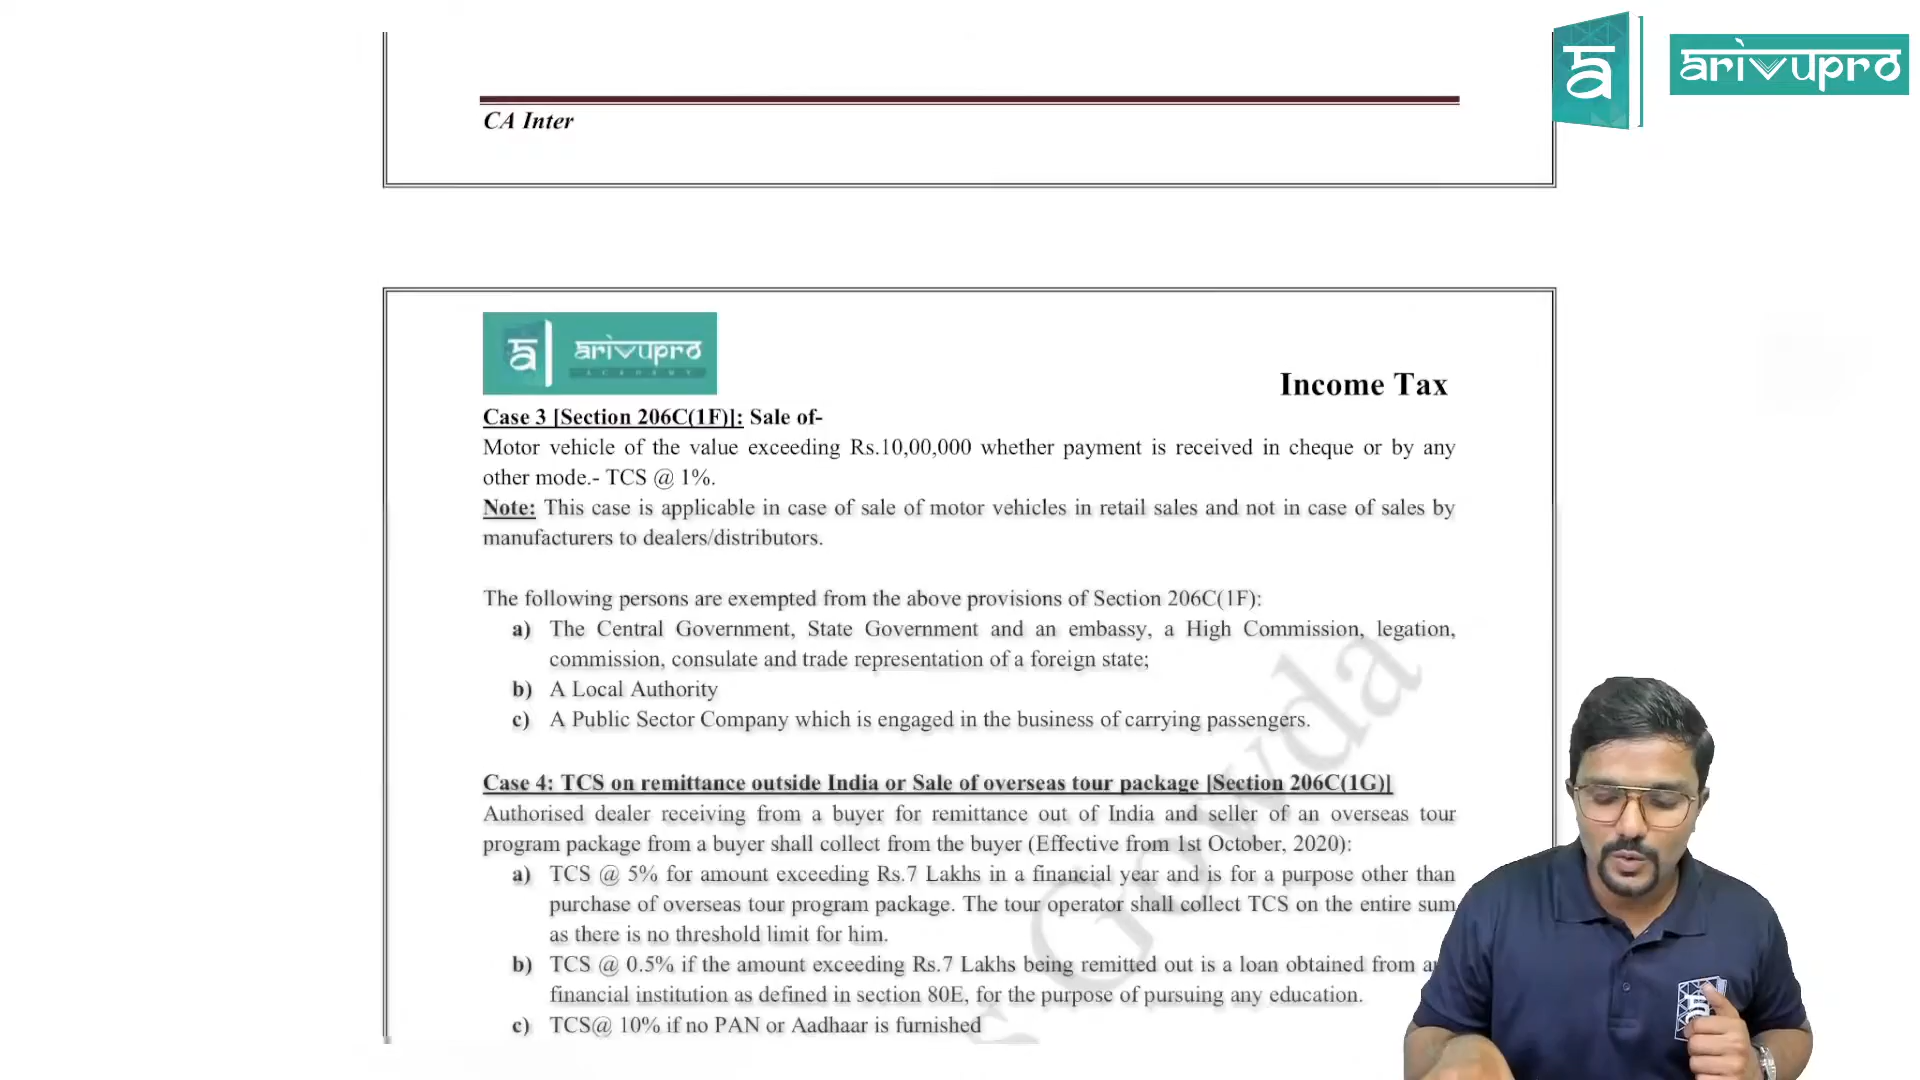 a arivupro
CA Inter
a arivupro
ACADEMY
Income Tax
Case 3 [Section 206C(1F)]: Sale of-
Motor vehicle of the value exceeding Rs.10,00,000 whether payment is received in cheque or by any
other mode.- TCS @ 1%.
Note: This case is applicable in case of sale of motor vehicles in retail sales and not in case of sales by
manufacturers to dealers/distributors.
The following persons are exempted from the above provisions of Section 206C(1F):
a) The Central Government, State Government and an embassy, a High Commission, legation,
commission, consulate and trade representation of a foreign state;
b) A Local Authority
c) A Public Sector Company which is engaged in the business of carrying passengers.
Case 4: TCS on remittance outside India or Sale of overseas tour package [Section 206C(1G)]
Authorised dealer receiving from a buyer for remittance out of India and seller of an overseas tour
program package from a buyer shall collect from the buyer (Effective from 1st October, 2020):
a) TCS @ 5% for amount exceeding Rs.7 Lakhs in a financial year and is for a purpose other than
purchase of overseas tour program package. The tour operator shall collect TCS on the entire sum
as there is no threshold limit for him.
b) TCS @ 0.5% if the amount exceeding Rs.7 Lakhs being remitted out is a loan obtained from
financial institution as defined in section 80E, for the purpose of pursuing any education.
c) TCS@ 10% if no PAN or Aadhaar is furnished
Gowda